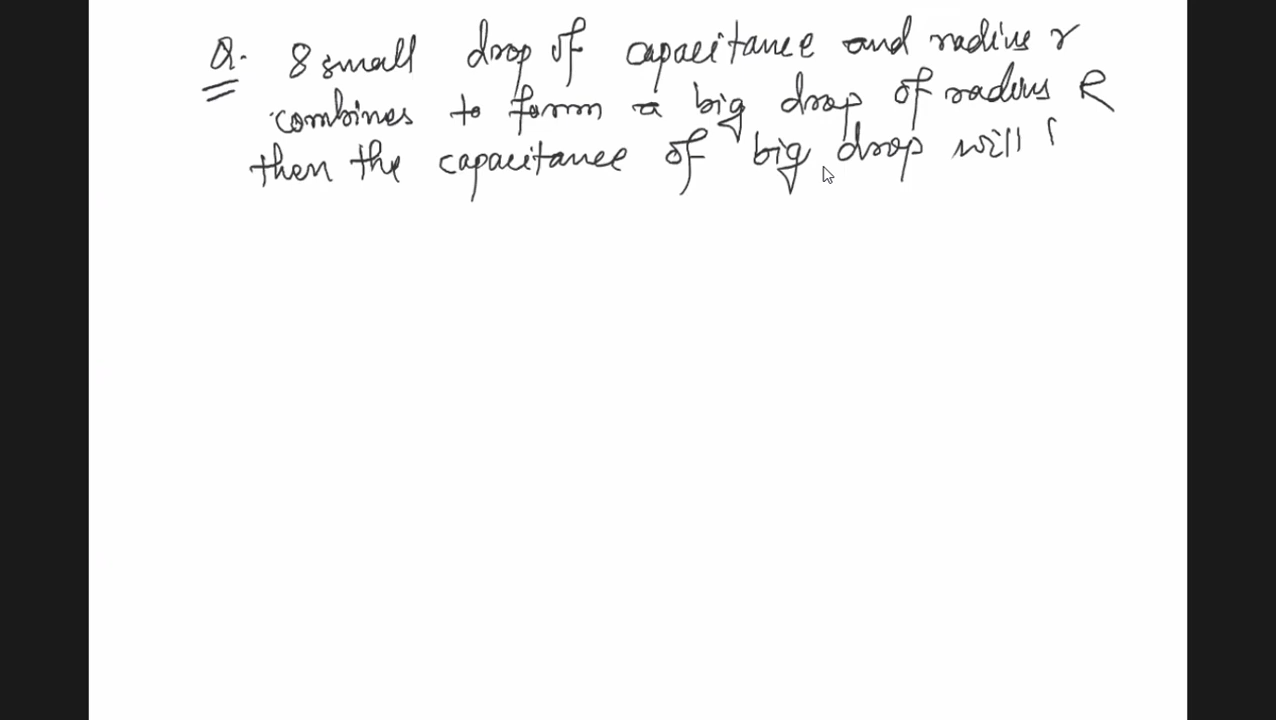 Q. 8 small drop of capacitance and radius r
combines to form a big drop of radius R
then the capacitance of big drop will